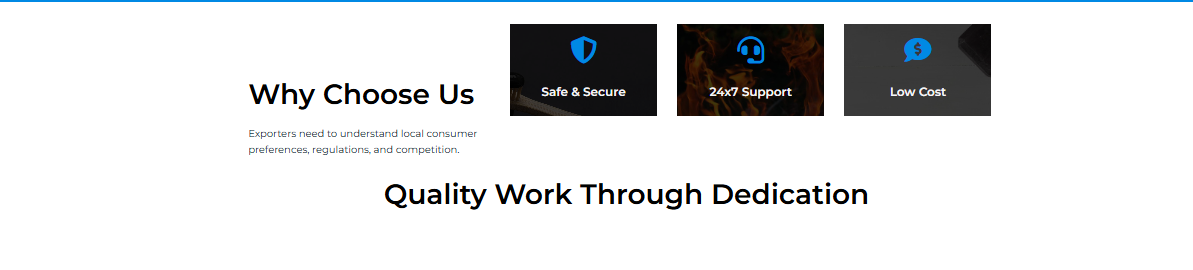 Why Choose Us
Exporters need to understand local consumer
preferences, regulations, and competition.
Safe & Secure
24x7 Support
Low Cost
Quality Work Through Dedication